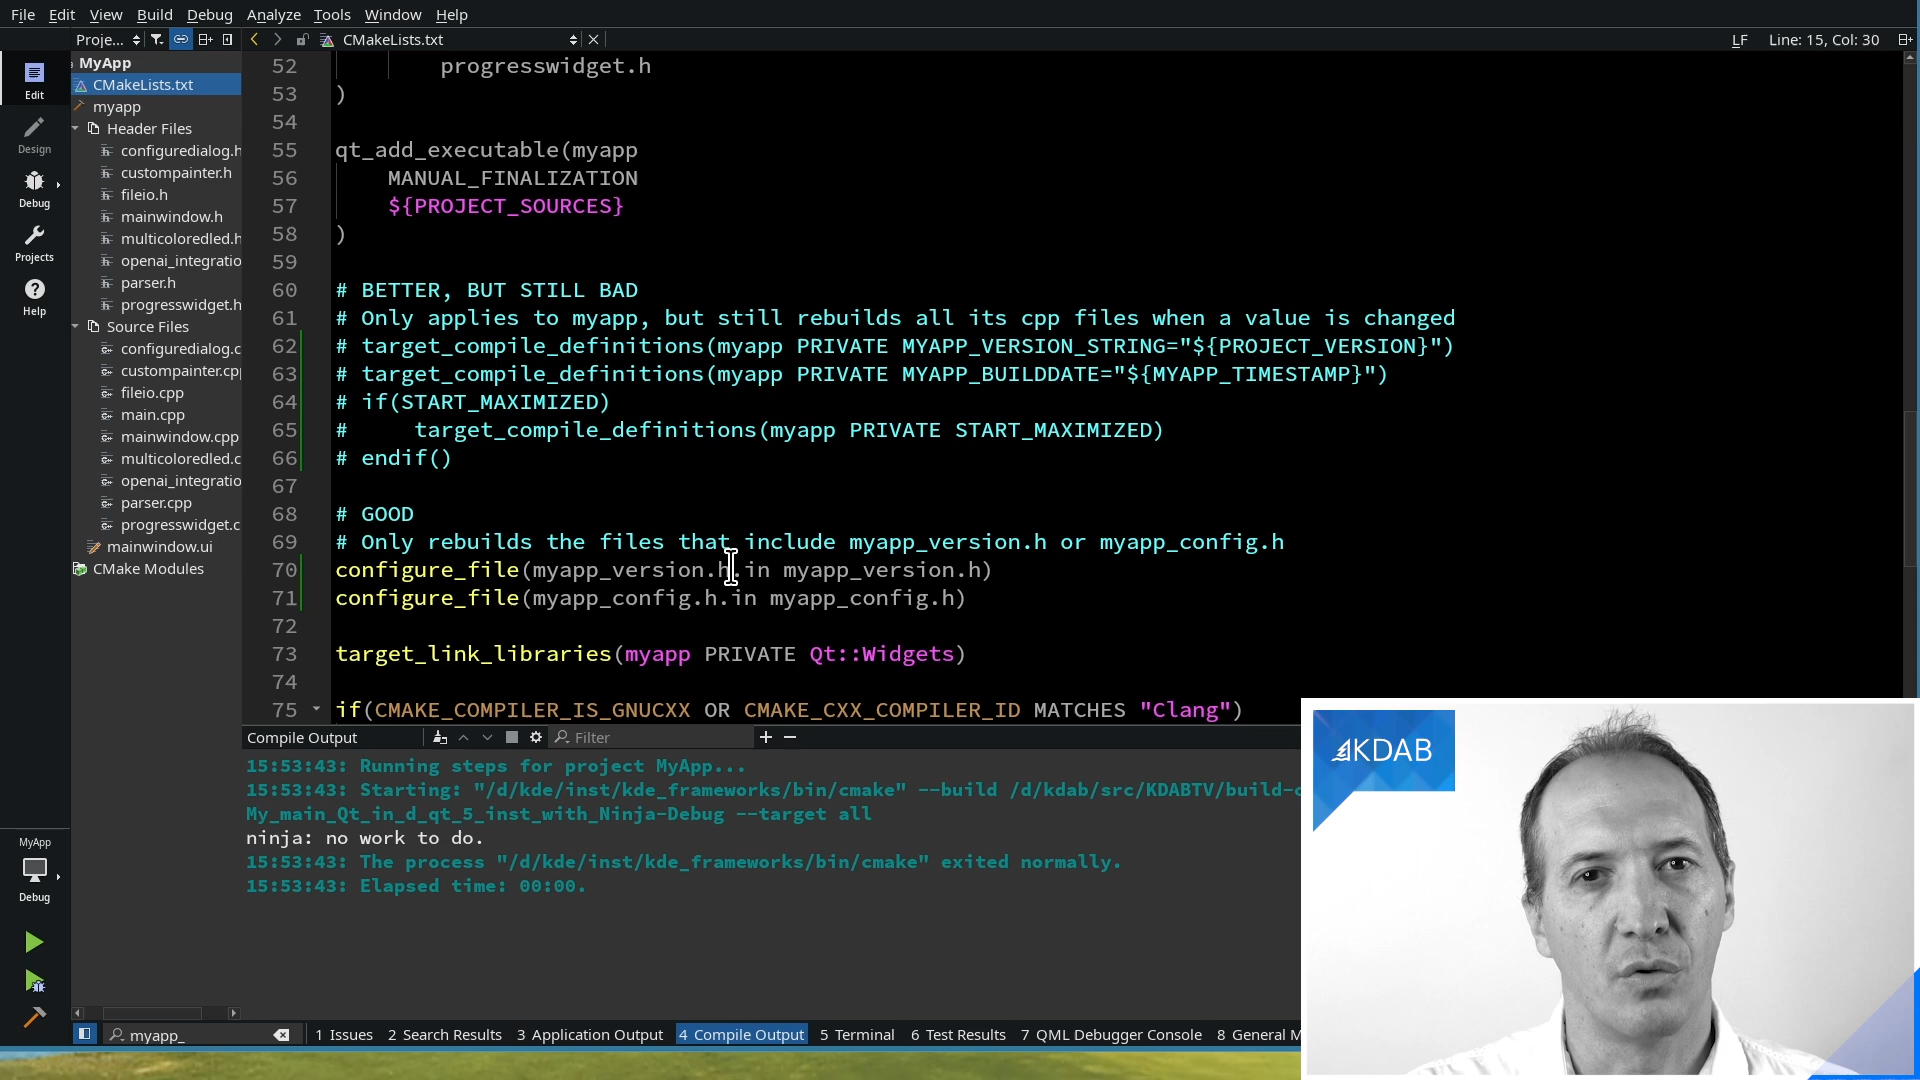 File Edit View Build Debug Analyze Tools Window Help
Proje... CMakeLists.txt LF Line: 15, Col: 30
Edit
Design
Debug
Projects
Help
MyApp
Debug
MyApp
CMakeLists.txt
myapp
Header Files
configuredialog.h
custompainter.h
fileio.h
mainwindow.h
multicoloredled.h
openai_integratio
parser.h
progresswidget.h
Source Files
configuredialog.c
custompainter.cpp
fileio.cpp
main.cpp
mainwindow.cpp
multicoloredled.c
openai_integratio
parser.cpp
progresswidget.c
mainwindow.ui
CMake Modules
52 progresswidget.h
53 )
54
55 qt_add_executable(myapp
56 MANUAL_FINALIZATION
57 ${PROJECT_SOURCES}
58 )
59
60 # BETTER, BUT STILL BAD
61 # Only applies to myapp, but still rebuilds all its cpp files when a value is changed
62 # target_compile_definitions(myapp PRIVATE MYAPP_VERSION_STRING="${PROJECT_VERSION}")
63 # target_compile_definitions(myapp PRIVATE MYAPP_BUILDDATE="${MYAPP_TIMESTAMP}")
64 # if(START_MAXIMIZED)
65 # target_compile_definitions(myapp PRIVATE START_MAXIMIZED)
66 # endif()
67
68 # GOOD
69 # Only rebuilds the files that include myapp_version.h or myapp_config.h
70 configure_file(myapp_version.h.in myapp_version.h)
71 configure_file(myapp_config.h.in myapp_config.h)
72
73 target_link_libraries(myapp PRIVATE Qt::Widgets)
74
75 if(CMAKE_COMPILER_IS_GNUCXX OR CMAKE_CXX_COMPILER_ID MATCHES "Clang")
Compile Output Filter
15:53:43: Running steps for project MyApp...
15:53:43: Starting: "/d/kde/inst/kde_frameworks/bin/cmake" --build /d/kdab/src/KDABTV/build-c
My_main_Qt_in_d_qt_5_inst_with_Ninja-Debug --target all
ninja: no work to do.
15:53:43: The process "/d/kde/inst/kde_frameworks/bin/cmake" exited normally.
15:53:43: Elapsed time: 00:00.
KDAB
myapp_ 1 Issues 2 Search Results 3 Application Output 4 Compile Output 5 Terminal 6 Test Results 7 QML Debugger Console 8 General M